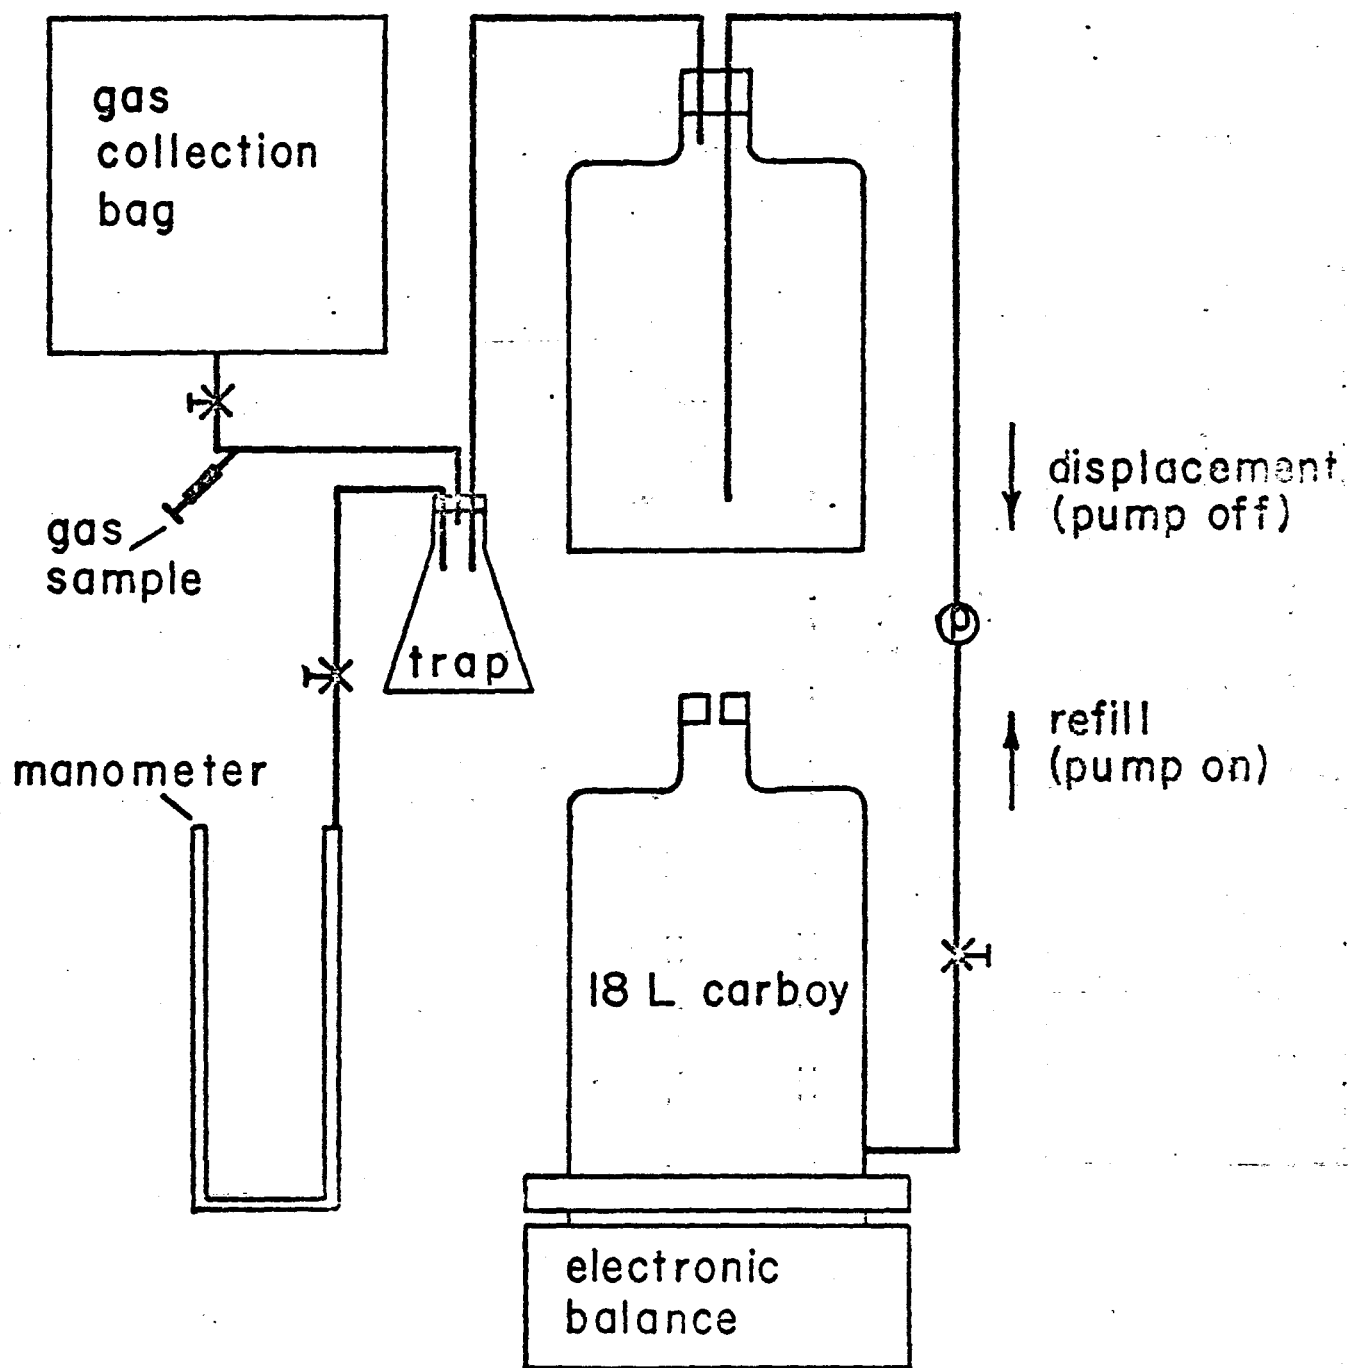 gas
collection
bag
gas
sample
trap
manometer
displacement
(pump off)
p
refill
(pump on)
18 L carboy
electronic
balance